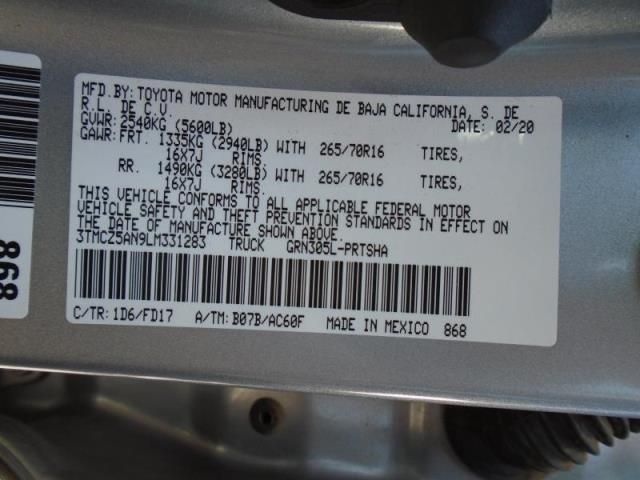 MFD. BY: TOYOTA MOTOR MANUFACTURING DE BAJA CALIFORNIA, S. DE
R.L. DE C.V. DATE: 02/20
GVWR: 2540KG (5600LB)
GAWR: FRT. 1335KG (2940LB) WITH 265/70R16 TIRES,
16X7J RIMS.
RR. 1490KG (3280LB) WITH 265/70R16 TIRES,
16X7J RIMS.
THIS VEHICLE CONFORMS TO ALL APPLICABLE FEDERAL MOTOR
VEHICLE SAFETY AND THEFT PREVENTION STANDARDS IN EFFECT ON
THE DATE OF MANUFACTURE SHOWN ABOVE.
3TMCZ5AN9LM331283 TRUCK GRN305L-PRTSHA
C/TR: 1D6/FD17 A/TM: B07B/AC60F MADE IN MEXICO 868
868